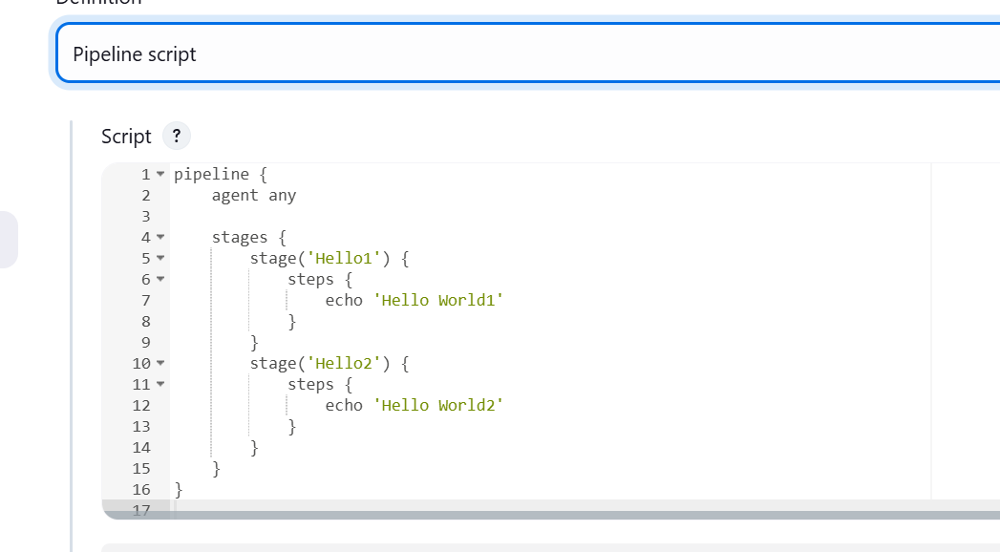 Definition
Pipeline script
Script ?
1 pipeline {
2     agent any
3
4     stages {
5         stage('Hello1') {
6             steps {
7                 echo 'Hello World1'
8             }
9         }
10         stage('Hello2') {
11             steps {
12                 echo 'Hello World2'
13             }
14         }
15     }
16 }
17